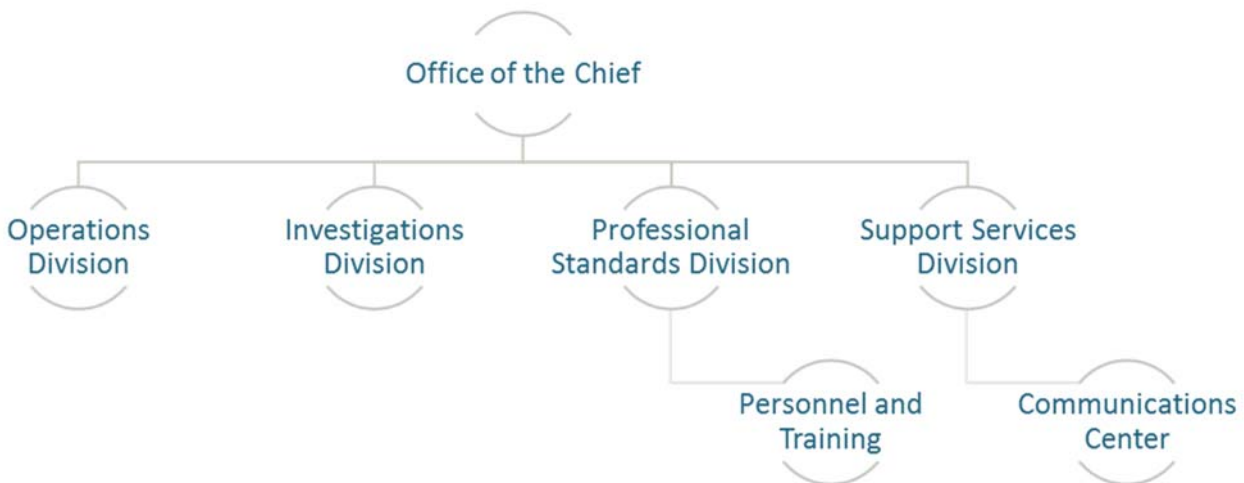 Office of the Chief
Operations
Division
Investigations
Division
Professional
Standards Division
Support Services
Division
Personnel and
Training
Communications
Center